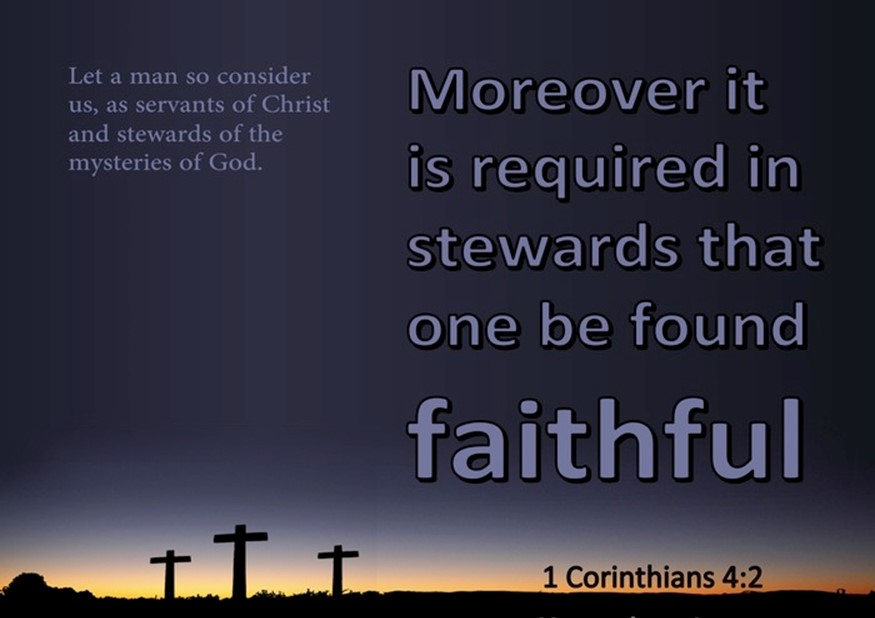 Let a man so consider
us, as servants of Christ
and stewards of the
mysteries of God.
Moreover it
is required in
stewards that
one be found
faithful
1 Corinthians 4:2